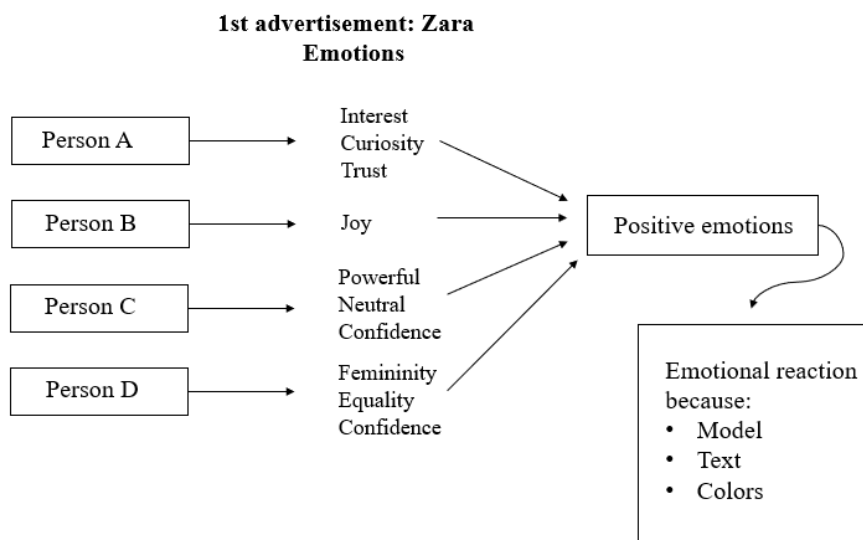 1st advertisement: Zara
Emotions
Person A
Interest
Curiosity
Trust
Person B
Joy
Positive emotions
Person C
Powerful
Neutral
Confidence
Person D
Femininity
Equality
Confidence
Emotional reaction
because:
• Model
• Text
• Colors